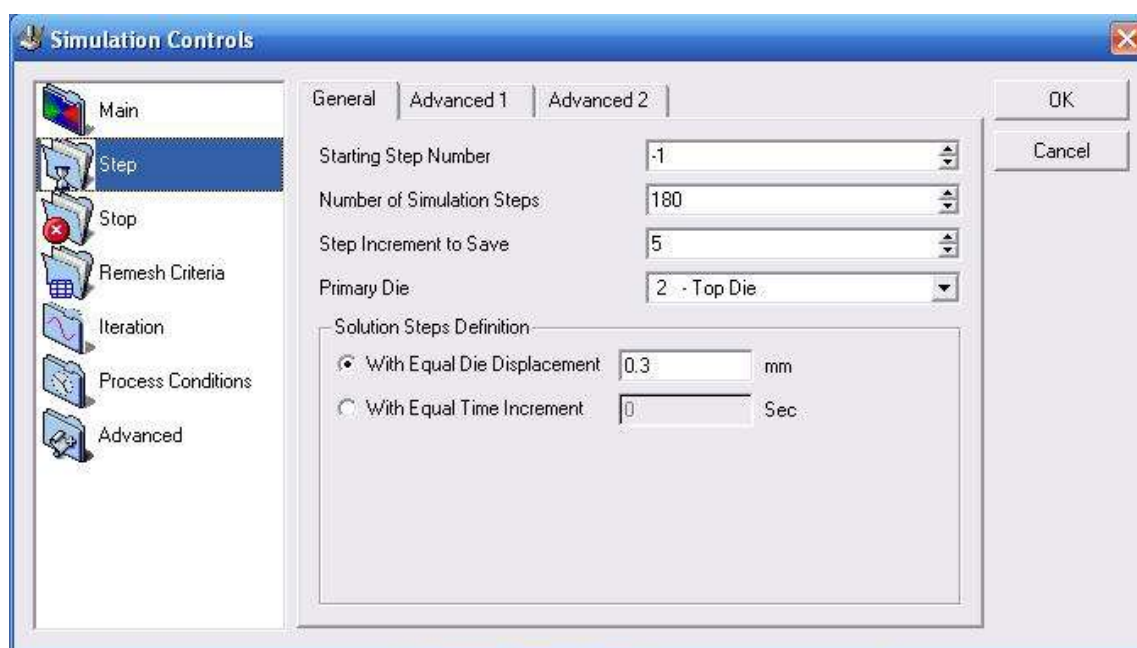 Simulation Controls
Main
Step
Stop
Remesh Criteria
Iteration
Process Conditions
Advanced
General Advanced 1 Advanced 2
Starting Step Number -1
Number of Simulation Steps 180
Step Increment to Save 5
Primary Die 2 - Top Die
Solution Steps Definition
With Equal Die Displacement 0.3 mm
With Equal Time Increment 0 Sec
OK
Cancel